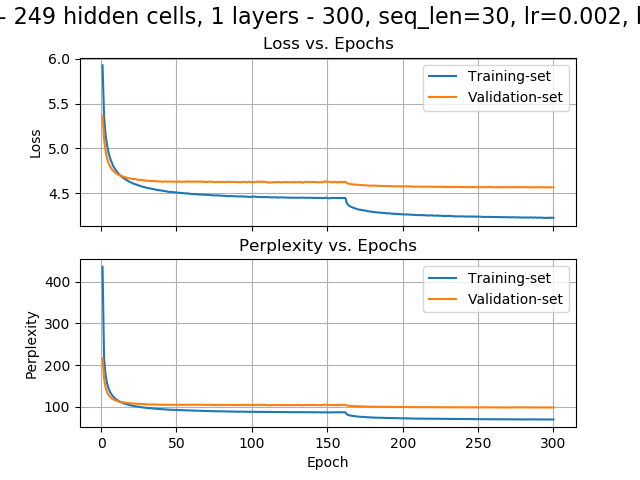 - 249 hidden cells, 1 layers - 300, seq_len=30, lr=0.002,
Loss vs. Epochs
6.0
5.5
5.0
4.5
Loss
Training-set
Validation-set
Perplexity vs. Epochs
400
300
200
100
Perplexity
Training-set
Validation-set
0 50 100 150 200 250 300
Epoch